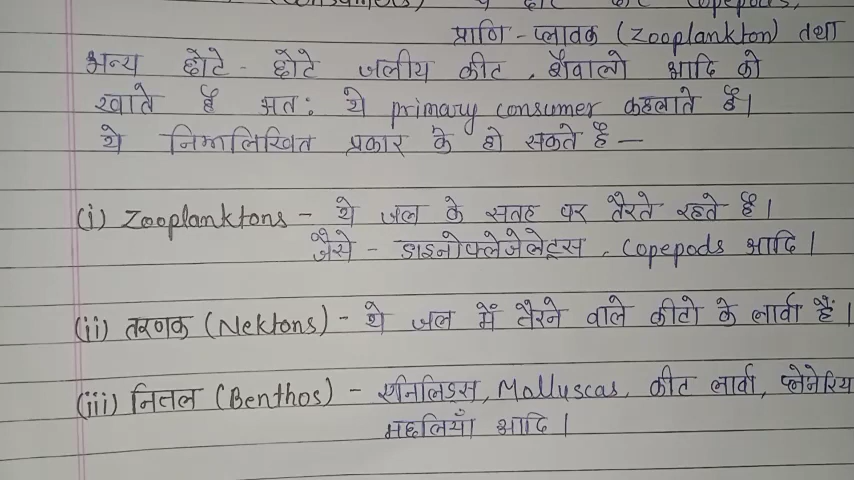 प्राणि-प्लावक (Zooplankton) तथा
अन्य छोटे-छोटे जलीय कीट, शैवालो आदि को
खाते है अतः ये primary consumer कहलाते है।
ये निम्नलिखित प्रकार के हो सकते है —
(i) Zooplanktons - ये जल के सतह पर तैरते रहते है।
जैसे - डाइनोफ्लेजेलेट्स, Copepods आदि।
(ii) तरणक (Nektons) - ये जल में तैरने वाले कीटो के लार्वा हैं।
(iii) नितल (Benthos) - एनिलिड्स, Molluscas, कीट लार्वा, प्लेनेरिय
मछलियाँ आदि।